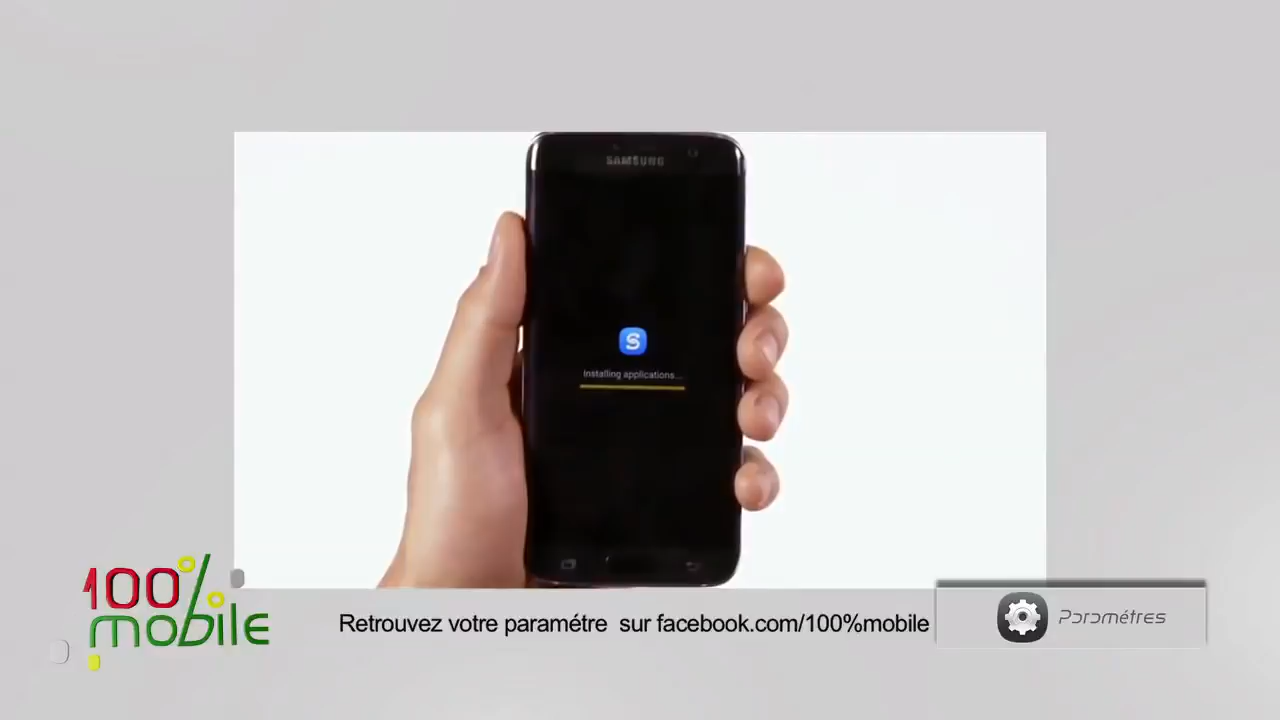 SAMSUNG
S
Installing applications...
100%
mobile
Retrouvez votre paramétre sur facebook.com/100%mobile
Paramétres